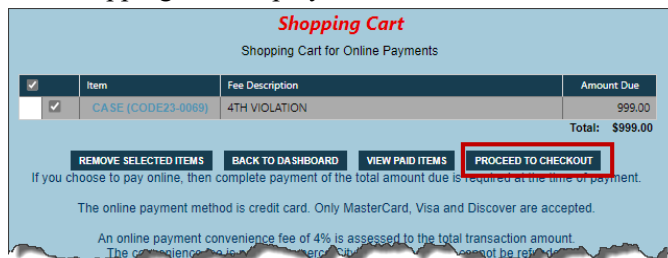 Shopping Cart
Shopping Cart for Online Payments
Item Fee Description Amount Due
CASE (CODE23-0069) 4TH VIOLATION 999.00
Total: $999.00
REMOVE SELECTED ITEMS BACK TO DASHBOARD VIEW PAID ITEMS PROCEED TO CHECKOUT
If you choose to pay online, then complete payment of the total amount due is required at the time of payment.
The online payment method is credit card. Only MasterCard, Visa and Discover are accepted.
An online payment convenience fee of 4% is assessed to the total transaction amount.